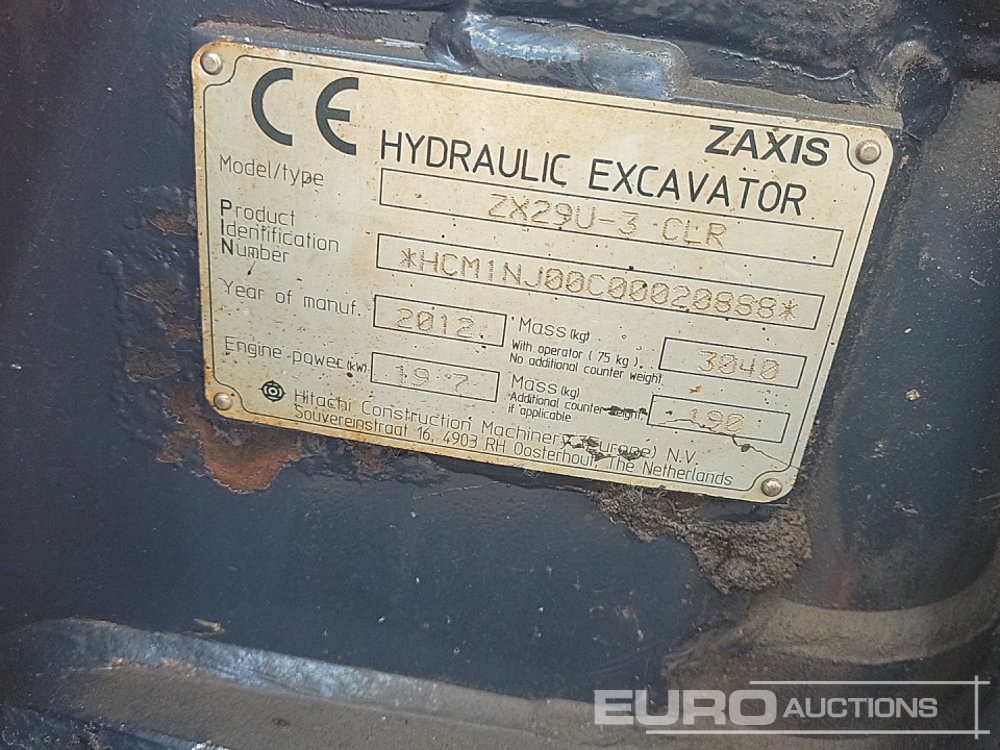 CE
ZAXIS
HYDRAULIC EXCAVATOR
Model/type
ZX29U-3 CLR
Product
Identification
Number
*HCM1NJ00C00020888*
Year of manuf.
2012.
Mass (kg)
With operator (75 kg).
No additional counter weight.
3040
Engine power (kW)
19.7
Mass (kg)
Additional counter weight,
if applicable
190
Hitachi Construction Machinery (Europe) N.V.
Souvereinstraat 16, 4903 RH Oosterhout, The Netherlands
EURO AUCTIONS